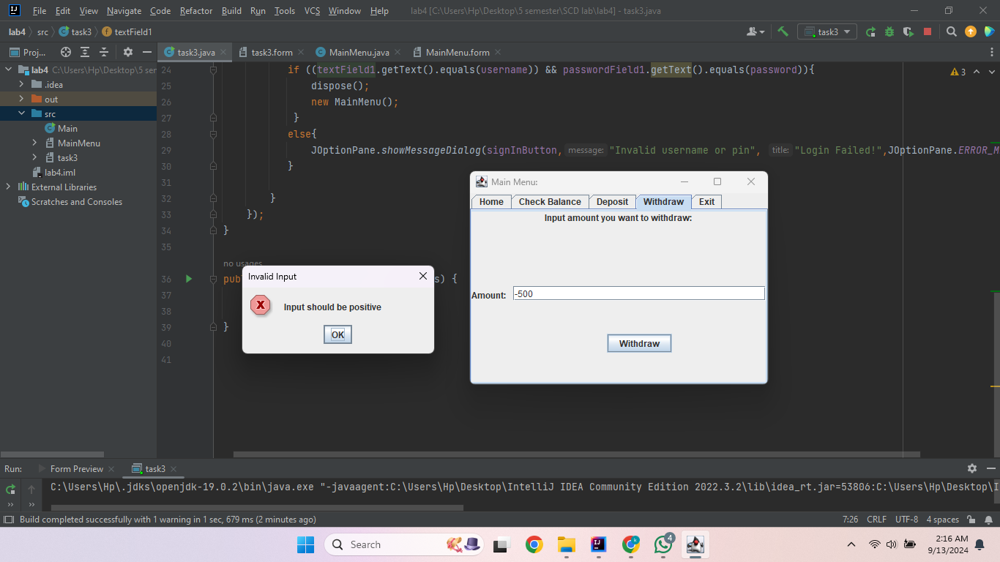 File Edit View Navigate Code Refactor Build Run Tools VCS Window Help lab4 [C:\Users\Hp\Desktop\5 semester\SCD lab\lab4] - task3.java
lab4 src task3 textField1 task3
Proj... task3.java task3.form MainMenu.java MainMenu.form
lab4 C:\Users\Hp\Desktop\5 sem
.idea
out
src
Main
MainMenu
task3
lab4.iml
External Libraries
Scratches and Consoles
24 if ((textField1.getText().equals(username)) && passwordField1.getText().equals(password)){
3
25 dispose();
26 new MainMenu();
27 }
28 else{
29 JOptionPane.showMessageDialog(signInButton, message: "Invalid username or pin", title: "Login Failed!",JOptionPane.ERROR_M
30 }
31
32 }
33 });
34 }
35
no usages
36 pub s) {
37
38
39 }
40
41
Main Menu:
Home Check Balance Deposit Withdraw Exit
Input amount you want to withdraw:
Amount: -500
Withdraw
Invalid Input
Input should be positive
OK
Run: Form Preview task3
C:\Users\Hp\.jdks\openjdk-19.0.2\bin\java.exe "-javaagent:C:\Users\Hp\Desktop\IntelliJ IDEA Community Edition 2022.3.2\lib\idea_rt.jar=53806:C:\Users\Hp\Desktop\I
Build completed successfully with 1 warning in 1 sec, 679 ms (2 minutes ago) 7:26 CRLF UTF-8 4 spaces
Search
4
2:16 AM
9/13/2024